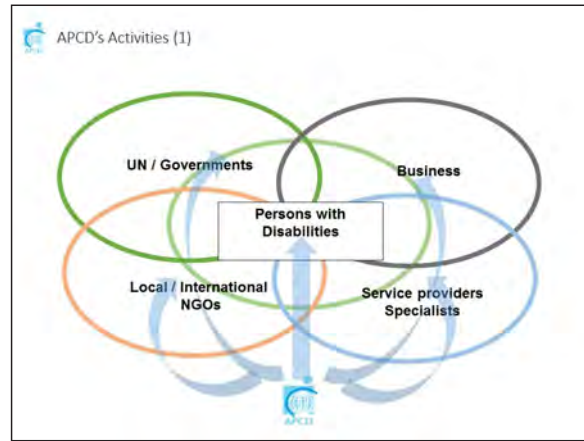 APCD's Activities (1)
UN / Governments
Business
Persons with
Disabilities
Local / International
NGOs
Service providers
Specialists
APCD